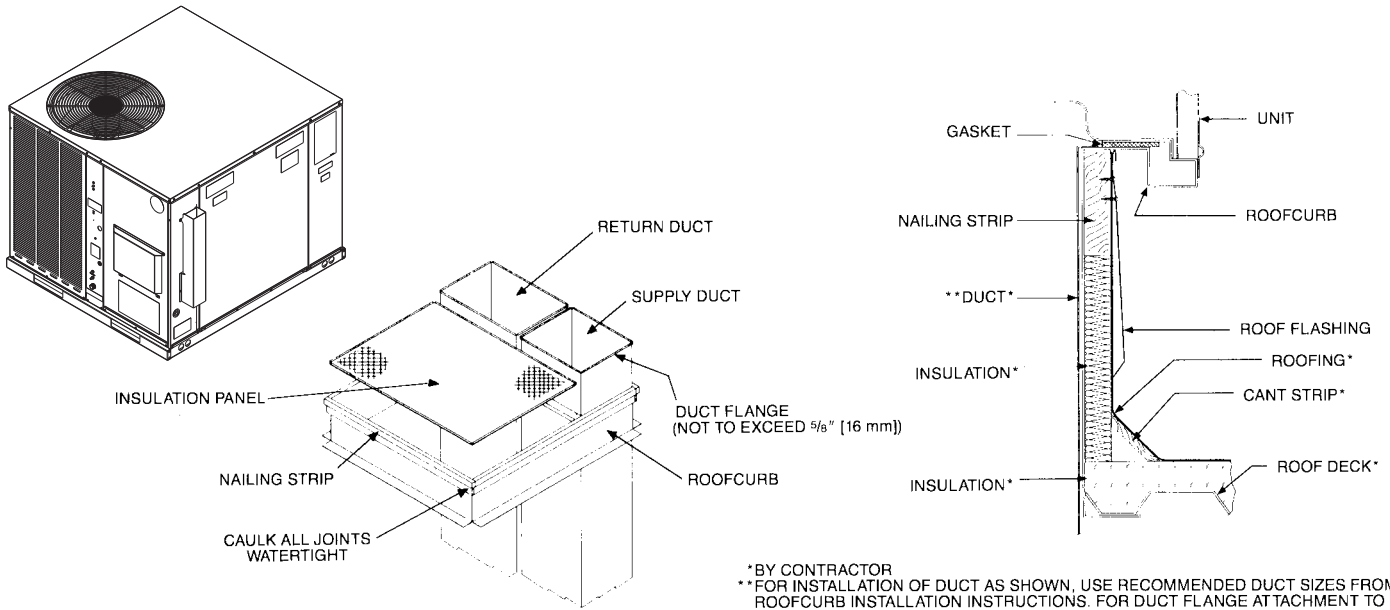 RETURN DUCT
SUPPLY DUCT
INSULATION PANEL
DUCT FLANGE
(NOT TO EXCEED 5/8" [16 mm])
NAILING STRIP
ROOFCURB
CAULK ALL JOINTS
WATERTIGHT
GASKET
UNIT
NAILING STRIP
ROOFCURB
**DUCT*
ROOF FLASHING
INSULATION*
ROOFING*
CANT STRIP*
INSULATION*
ROOF DECK*
*BY CONTRACTOR
**FOR INSTALLATION OF DUCT AS SHOWN, USE RECOMMENDED DUCT SIZES FROM
ROOFCURB INSTALLATION INSTRUCTIONS. FOR DUCT FLANGE ATTACHMENT TO